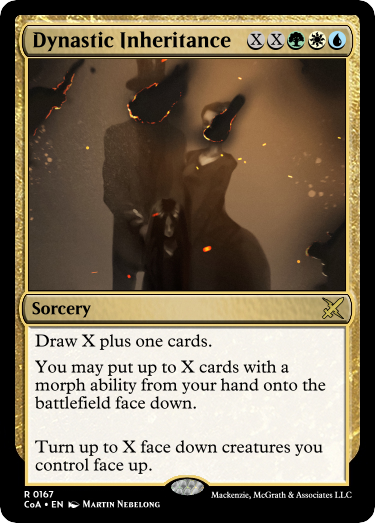 Dynastic Inheritance X X
Sorcery
Draw X plus one cards.
You may put up to X cards with a
morph ability from your hand onto the
battlefield face down.
Turn up to X face down creatures you
control face up.
R 0167
CoA • EN Martin Nebelong
Mackenzie, McGrath & Associates LLC